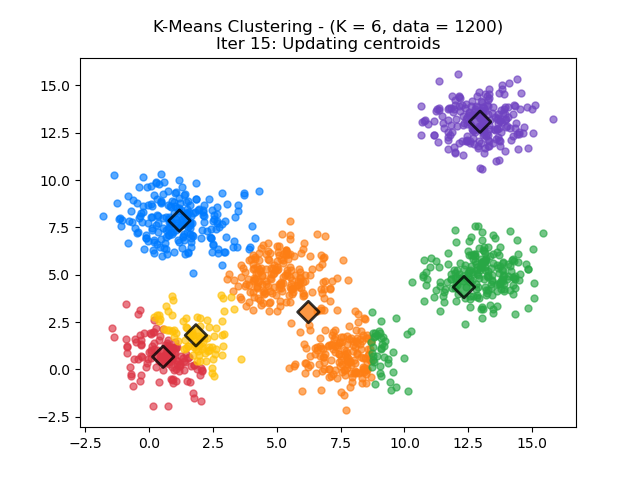 K-Means Clustering - (K = 6, data = 1200)
Iter 15: Updating centroids
15.0
12.5
10.0
7.5
5.0
2.5
0.0
−2.5
−2.5 0.0 2.5 5.0 7.5 10.0 12.5 15.0